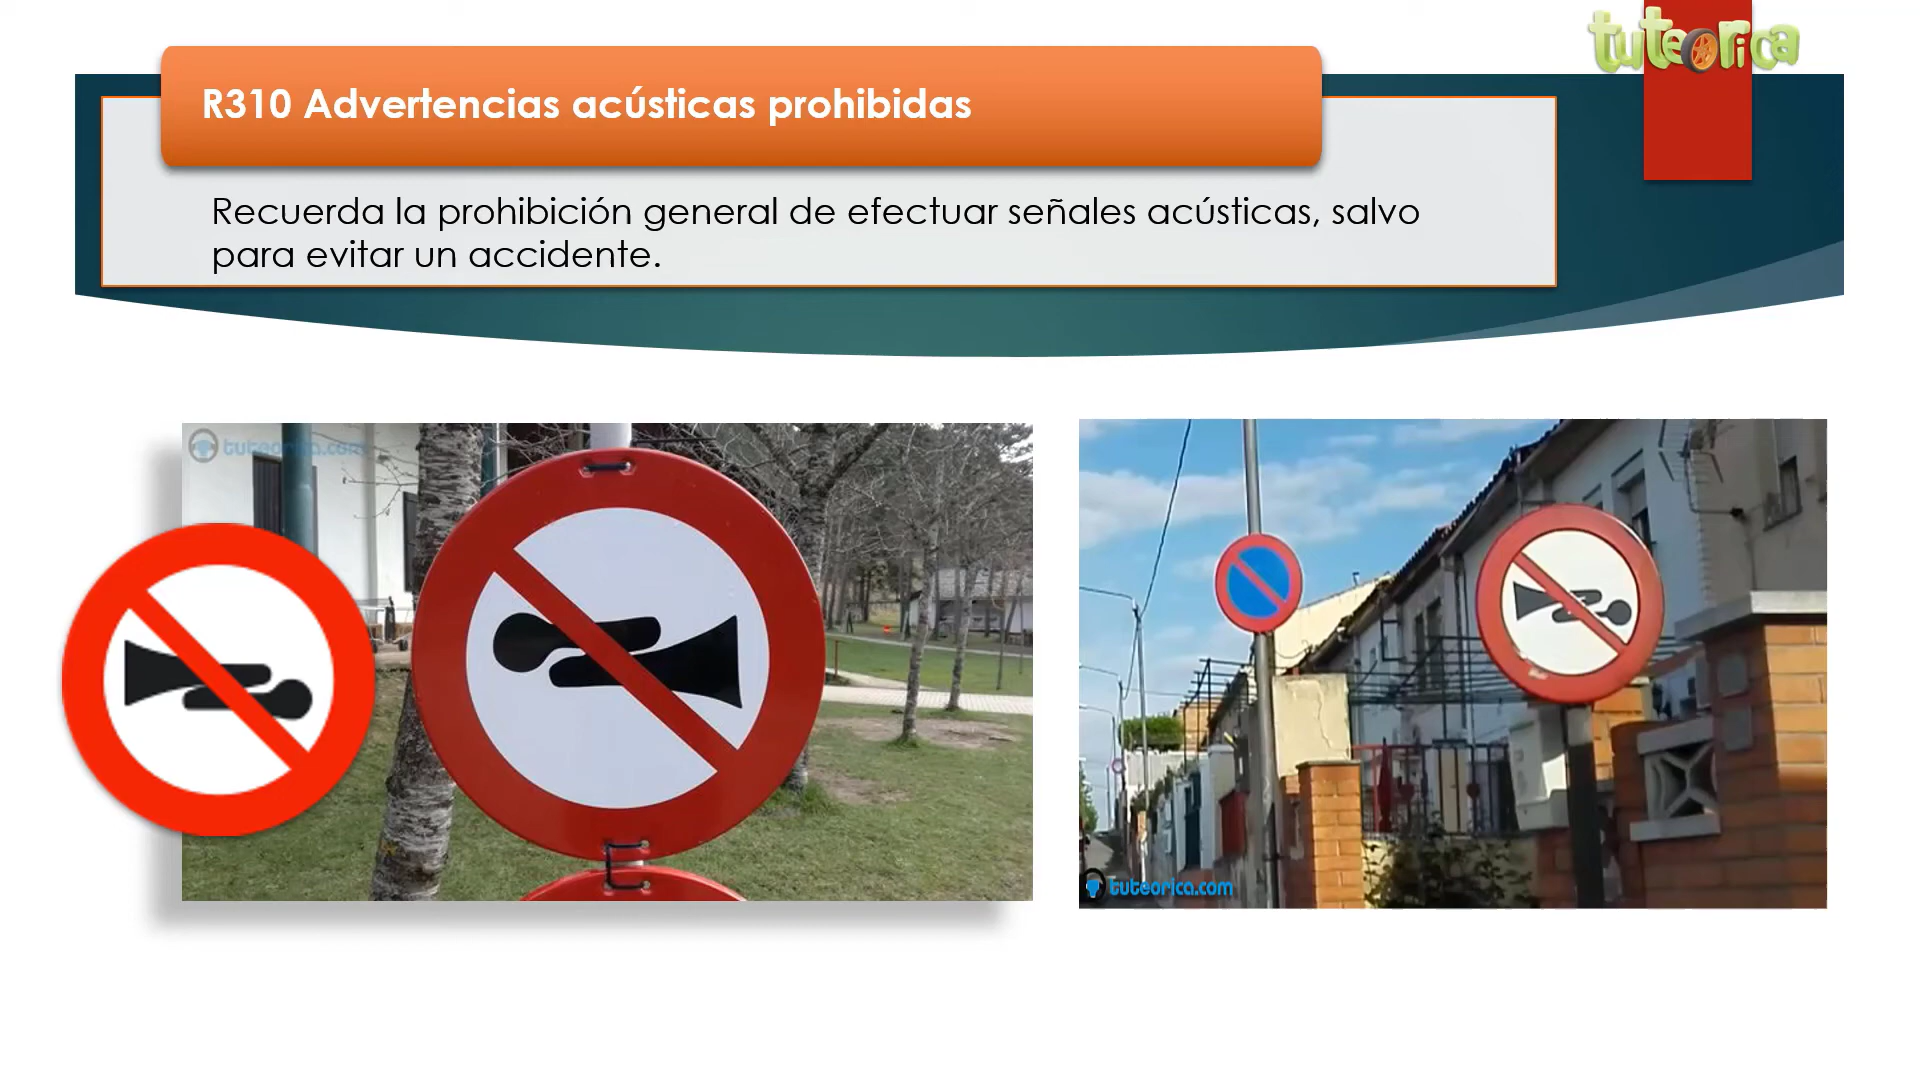 tuteorica
R310 Advertencias acústicas prohibidas
Recuerda la prohibición general de efectuar señales acústicas, salvo
para evitar un accidente.
tuteorica.com
tuteorica.com